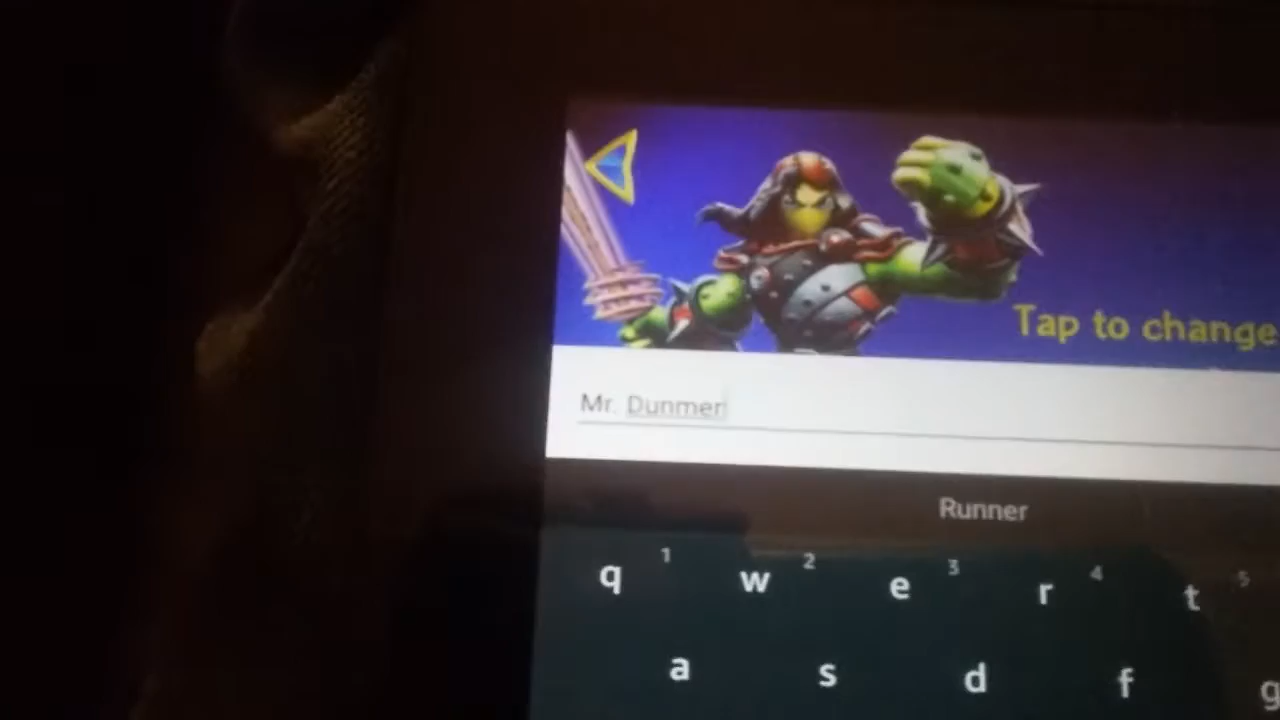 Tap to change
Mr. Dunmer
Runner
q 1 w 2 e 3 r 4 t 5
a s d f g